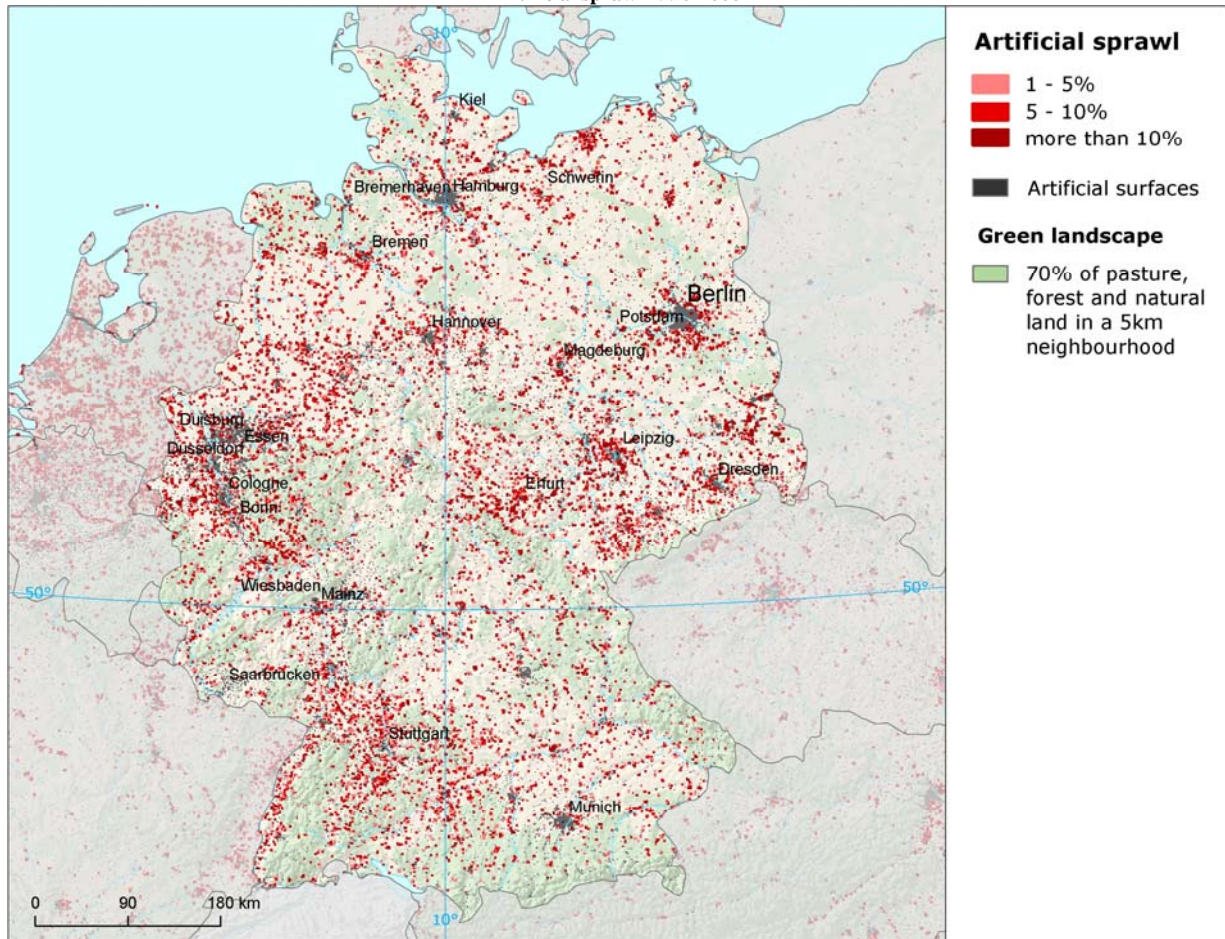 10°
Kiel
Schwerin
Bremerhaven
Hamburg
Bremen
Berlin
Potsdam
Hannover
Magdeburg
Duisburg
Essen
Dusseldorf
Leipzig
Dresden
Cologne
Erfurt
Bonn
Wiesbaden
Mainz
50°
50°
Saarbrucken
Stuttgart
Munich
0 90 180 km
10°
Artificial sprawl
1 - 5%
5 - 10%
more than 10%
Artificial surfaces
Green landscape
70% of pasture,
forest and natural
land in a 5km
neighbourhood